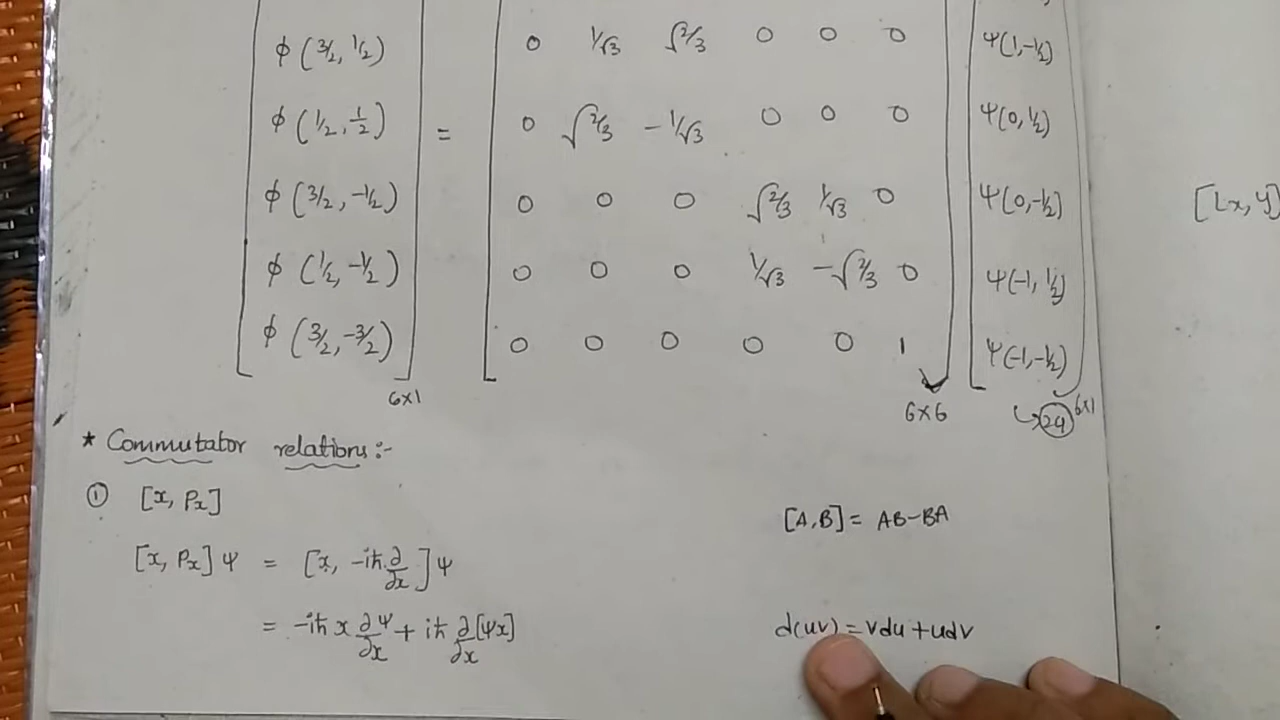 ϕ (3/2, 1/2) 0 1/√3 √2/3 0 0 0 ψ(1,-1/2)
ϕ (1/2, 1/2) = 0 √2/3 -1/√3 0 0 0 ψ(0,1/2)
ϕ (3/2, -1/2) 0 0 0 √2/3 1/√3 0 ψ(0,-1/2) [Lx, y]
ϕ (1/2, -1/2) 0 0 0 1/√3 -√2/3 0 ψ(-1, 1/2)
ϕ (3/2, -3/2) 0 0 0 0 0 1 ψ(-1,-1/2)
6x1 6x6 24 6x1
* Commutator relations:-
① [x, Px]
[A,B] = AB-BA
[x, Px] ψ = [x, -iħ ∂/∂x] ψ
= -iħ x ∂ψ/∂x + iħ ∂/∂x [ψx] d(uv) = vdu + udv